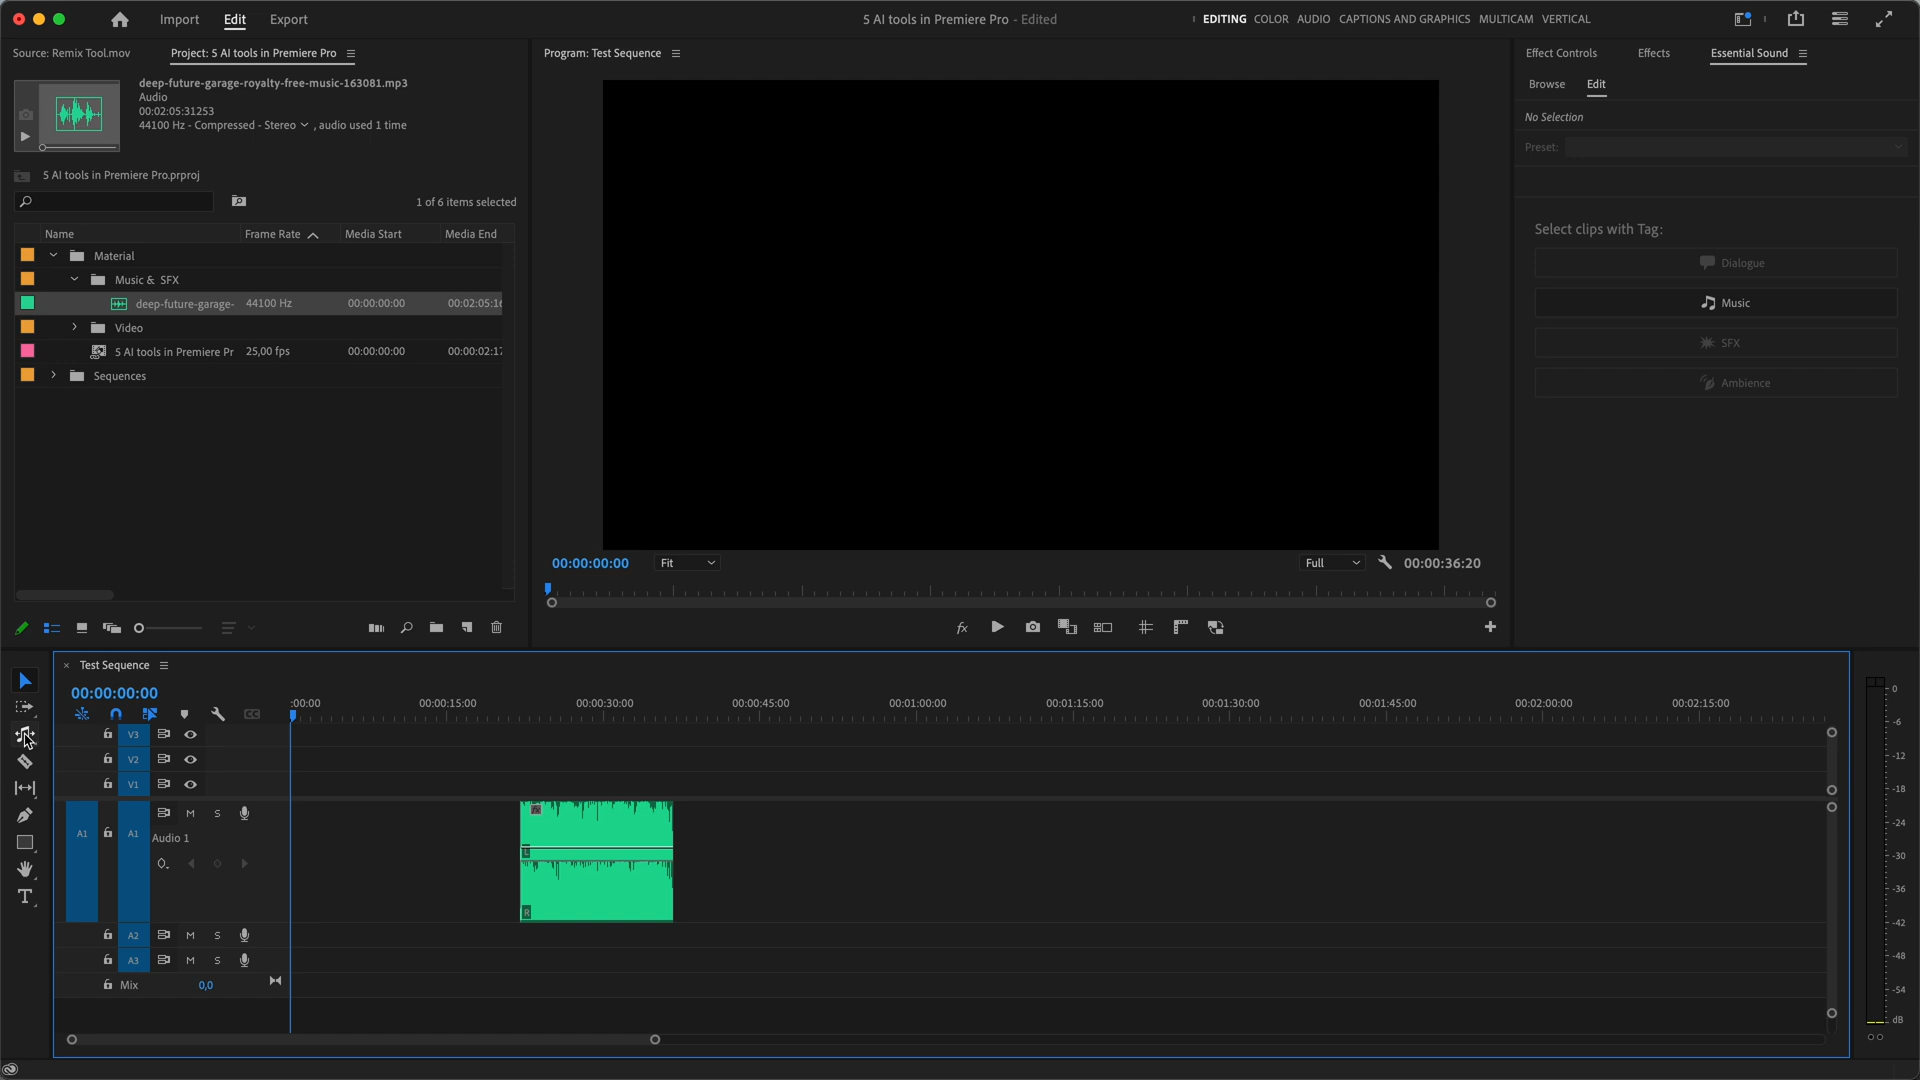 Import Edit Export
5 AI tools in Premiere Pro - Edited
EDITING COLOR AUDIO CAPTIONS AND GRAPHICS MULTICAM VERTICAL
Source: Remix Tool.mov
Project: 5 AI tools in Premiere Pro
Program: Test Sequence
Effect Controls Effects Essential Sound
deep-future-garage-royalty-free-music-163081.mp3
Audio
00:02:05:31253
44100 Hz - Compressed - Stereo , audio used 1 time
Browse Edit
No Selection
Preset:
5 AI tools in Premiere Pro.prproj
1 of 6 items selected
Name Frame Rate Media Start Media End
Material
Music & SFX
deep-future-garage- 44100 Hz 00:00:00:00 00:02:05:16
Video
5 AI tools in Premiere Pr 25,00 fps 00:00:00:00 00:00:02:17
Sequences
Select clips with Tag:
Dialogue
Music
SFX
Ambience
00:00:00:00 Fit Full 00:00:36:20
fx
Test Sequence
00:00:00:00
:00:00 00:00:15:00 00:00:30:00 00:00:45:00 00:01:00:00 00:01:15:00 00:01:30:00 00:01:45:00 00:02:00:00 00:02:15:00
CC
V3
V2
V1
A1 A1 M S
Audio 1
fx
L
R
A2 M S
A3 M S
Mix 0,0
0
-6
-12
-18
-24
-30
-36
-42
-48
-54
dB